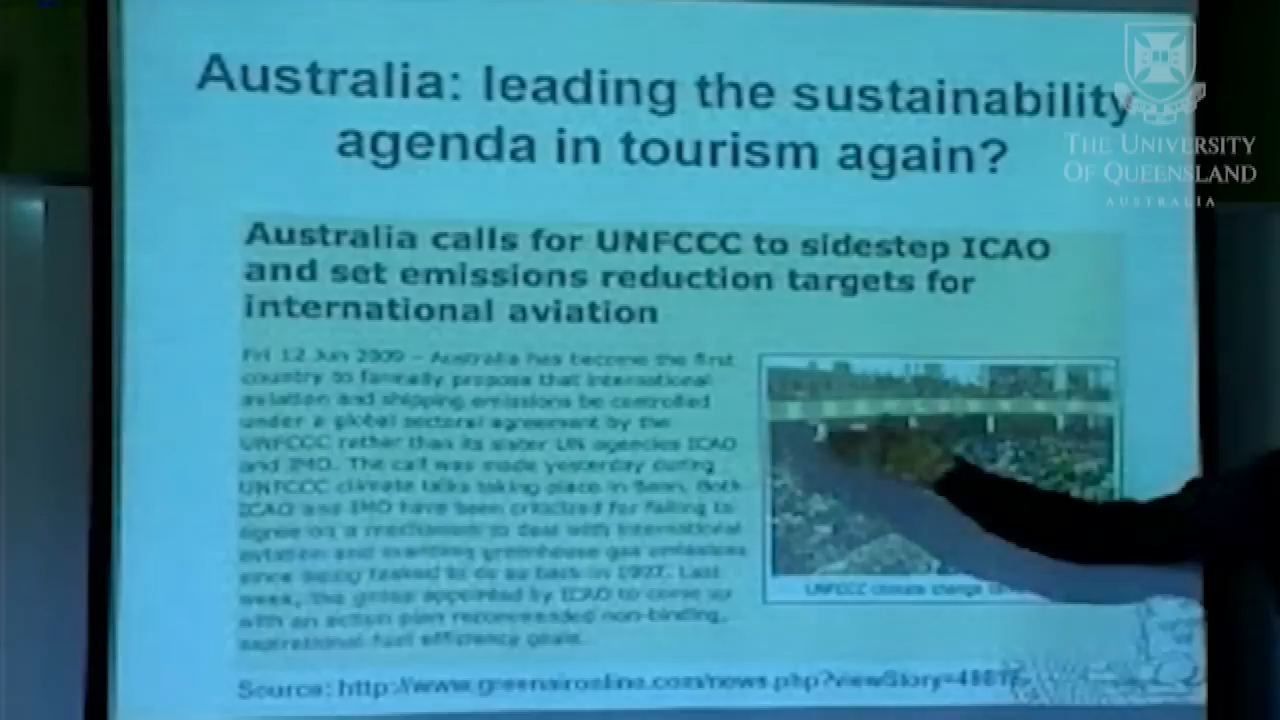 Australia: leading the sustainability
agenda in tourism again?
THE UNIVERSITY
OF QUEENSLAND
AUSTRALIA
Australia calls for UNFCCC to sidestep ICAO
and set emissions reduction targets for
international aviation
Fri 12 Jun 2009 – Australia has become the first
country to formally propose that international
aviation and shipping emissions be controlled
under a global sectoral agreement by the
UNFCCC rather than its sister UN agencies ICAO
and IMO. The call was made yesterday during
UNFCCC climate talks taking place in Bonn. Both
ICAO and IMO have been criticized for failing to
agree on a mechanism to deal with international
aviation and maritime greenhouse gas emissions
since being tasked to do so back in 1997. Last
week, the group appointed by ICAO to come up
with an action plan recommended non-binding,
aspirational fuel efficiency goals.
UNFCCC climate change
Source: http://www.greenaironline.com/news.php?viewStory=